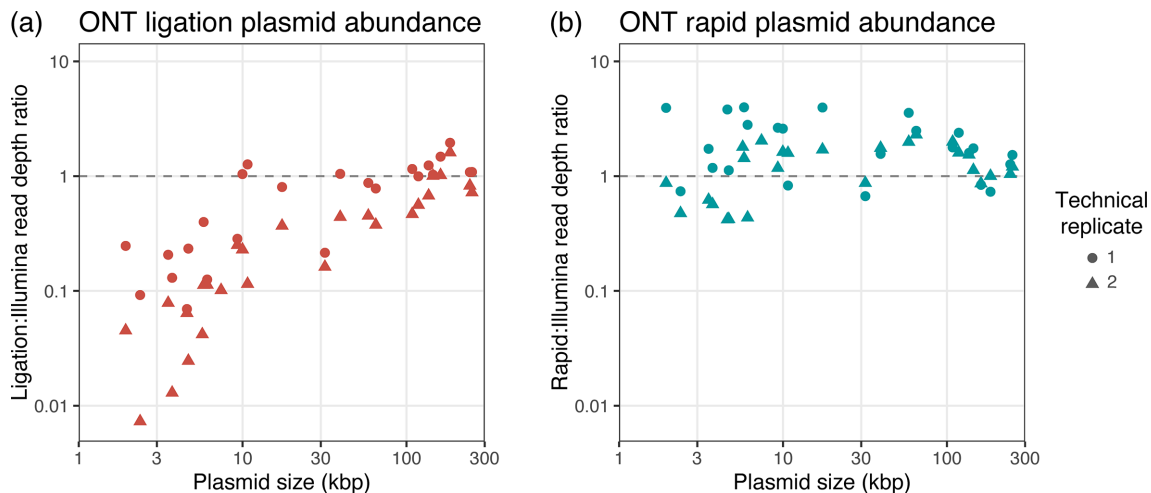 (a) ONT ligation plasmid abundance
Ligation:Illumina read depth ratio
10
1
0.1
0.01
1 3 10 30 100 300
Plasmid size (kbp)
(b) ONT rapid plasmid abundance
Rapid:Illumina read depth ratio
10
1
0.1
0.01
1 3 10 30 100 300
Plasmid size (kbp)
Technical
replicate
1
2